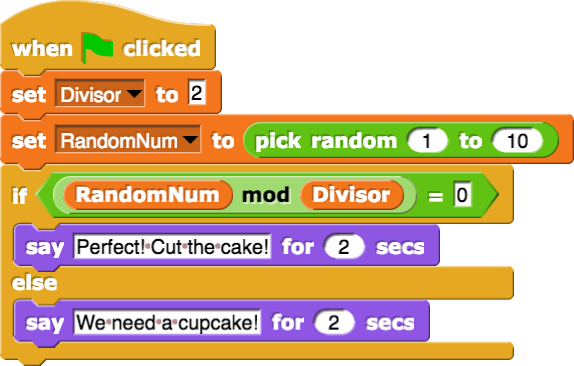 when clicked
set Divisor to 2
set RandomNum to pick random 1 to 10
if RandomNum mod Divisor = 0
say Perfect! Cut the cake! for 2 secs
else
say We need a cupcake! for 2 secs